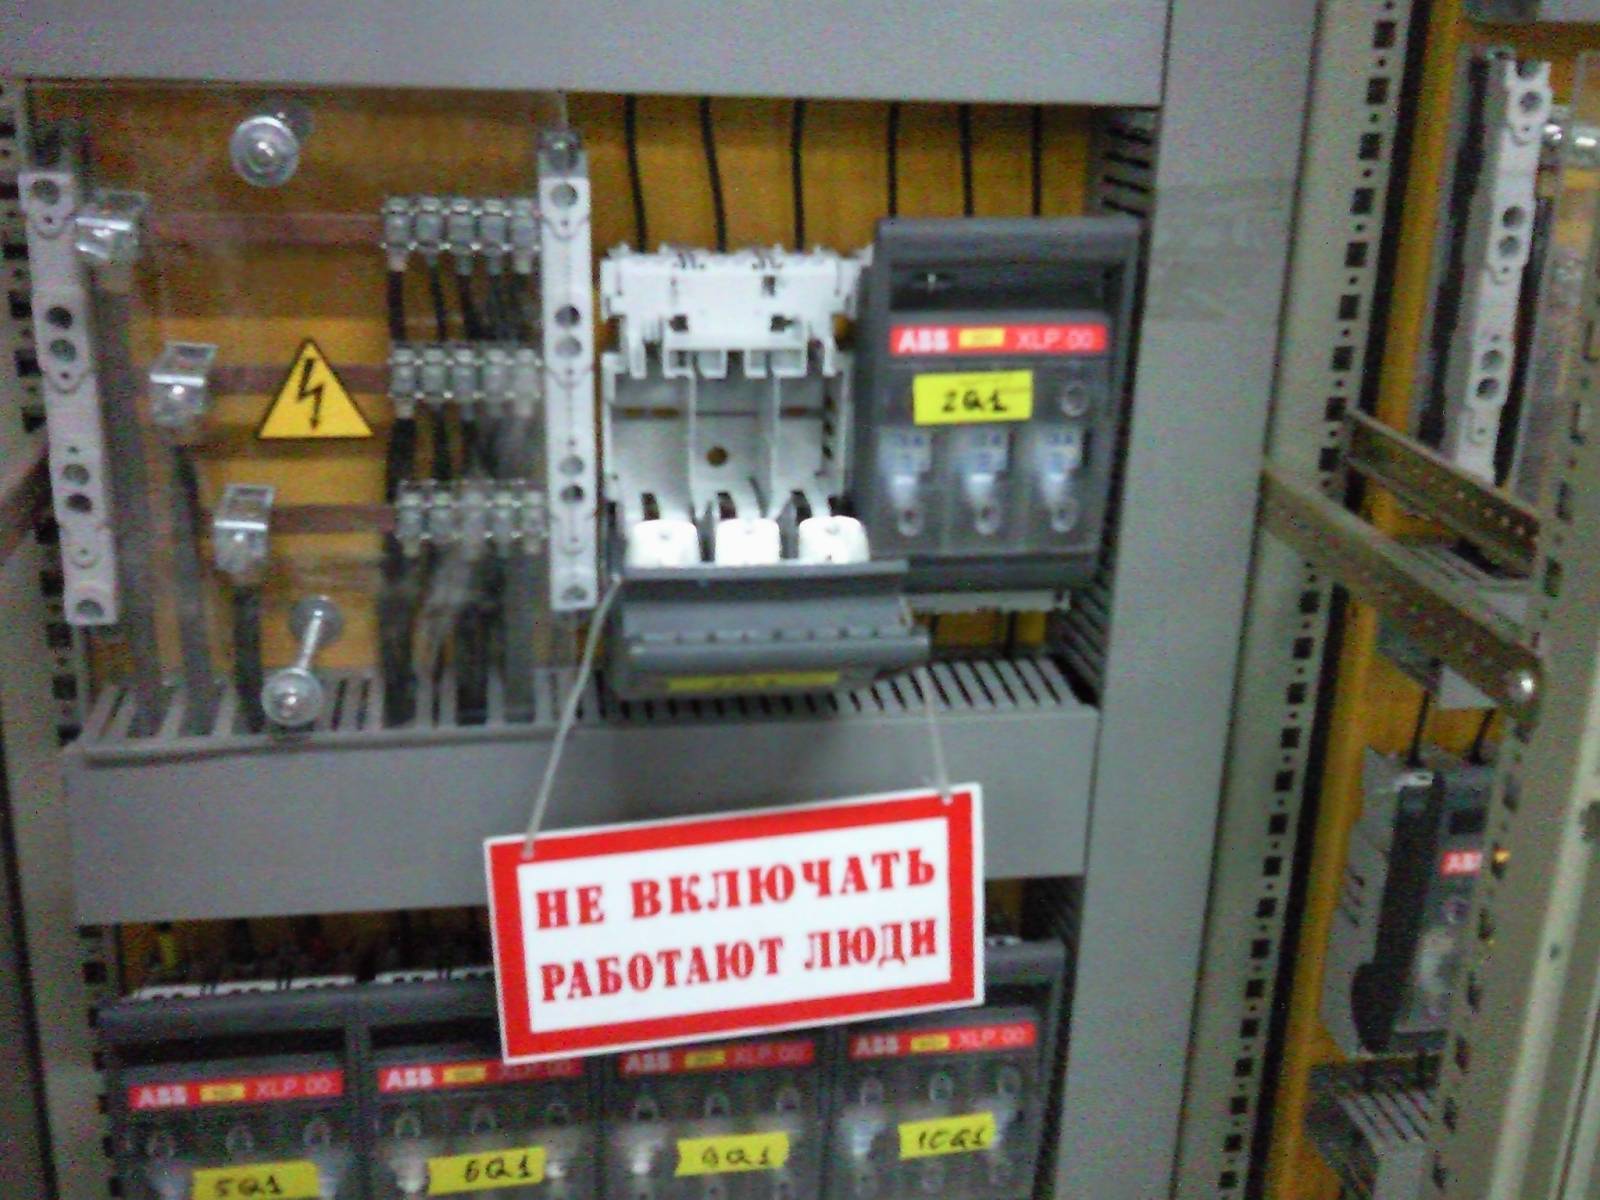 ABB XLP 00
2Q1
НЕ ВКЛЮЧАТЬ
РАБОТАЮТ ЛЮДИ
ABB
ABB XLP 00
ABB XLP 00
ABB XLP 00
ABB XLP 00
5Q1
6Q1
9Q1
10Q1